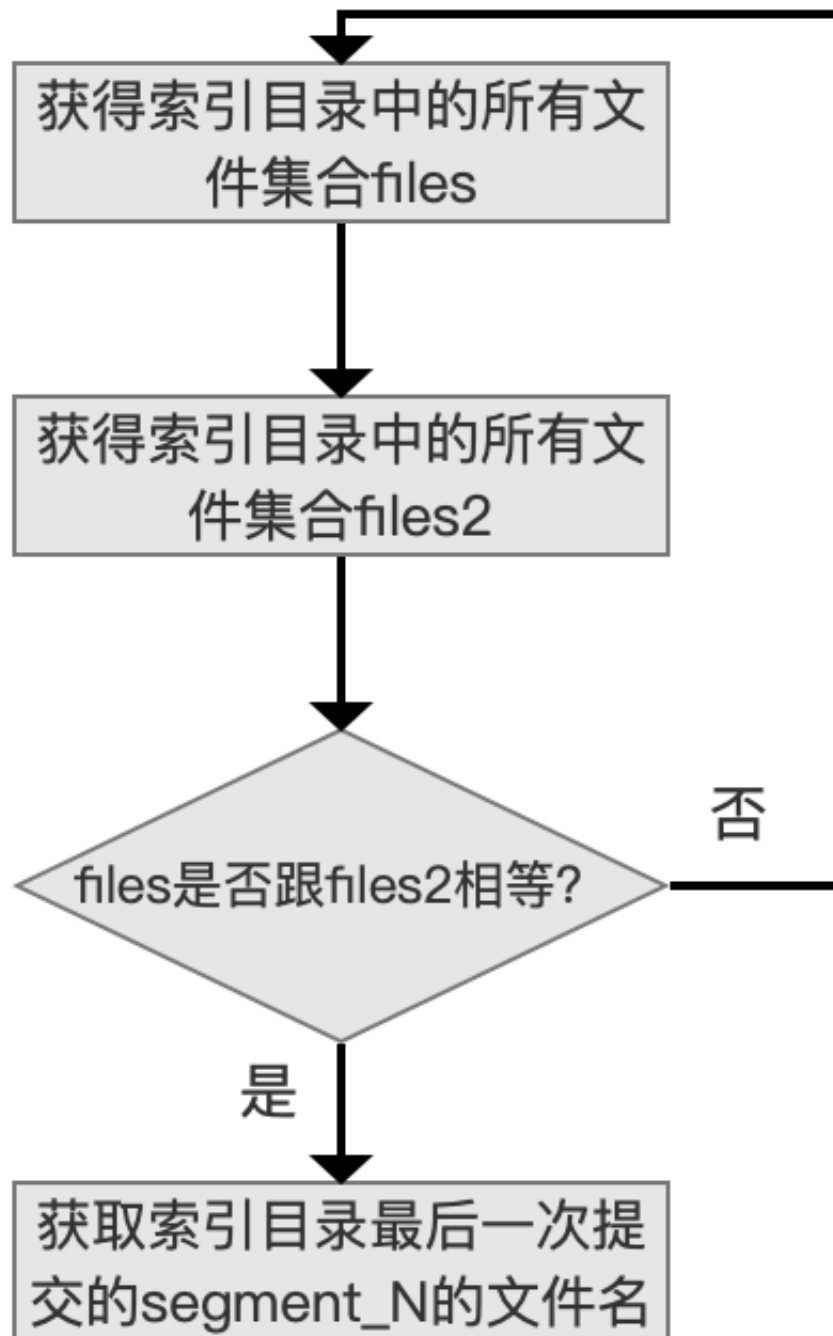 获得索引目录中的所有文
件集合files
获得索引目录中的所有文
件集合files2
files是否跟files2相等?
否
是
获取索引目录最后一次提
交的segment_N的文件名